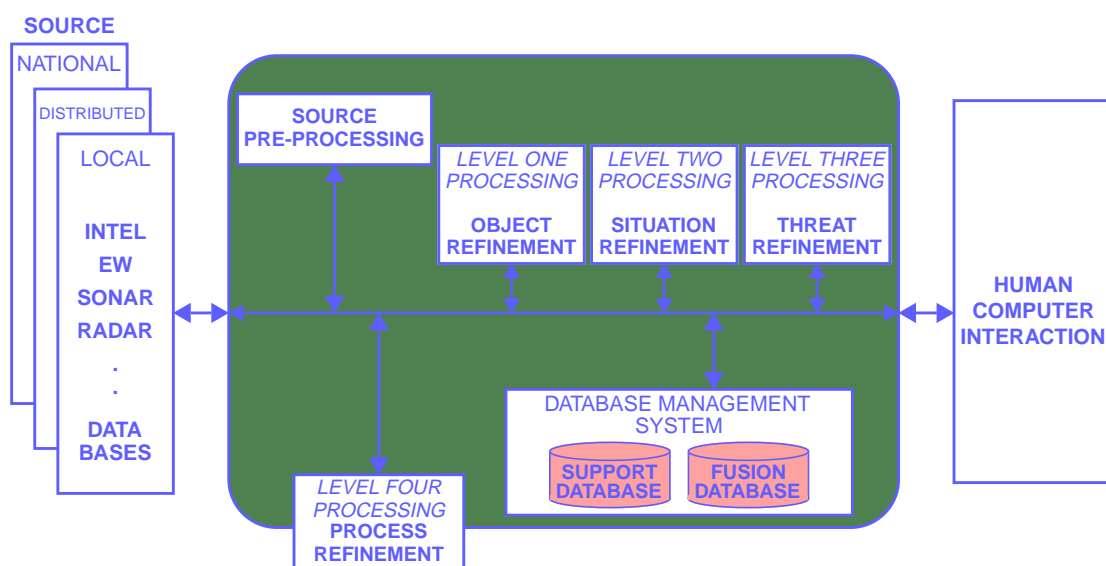 SOURCE
NATIONAL
DISTRIBUTED
LOCAL
INTEL
EW
SONAR
RADAR
.
.
DATA
BASES
SOURCE
PRE-PROCESSING
LEVEL ONE
PROCESSING
OBJECT
REFINEMENT
LEVEL TWO
PROCESSING
SITUATION
REFINEMENT
LEVEL THREE
PROCESSING
THREAT
REFINEMENT
LEVEL FOUR
PROCESSING
PROCESS
REFINEMENT
DATABASE MANAGEMENT
SYSTEM
SUPPORT
DATABASE
FUSION
DATABASE
HUMAN
COMPUTER
INTERACTION